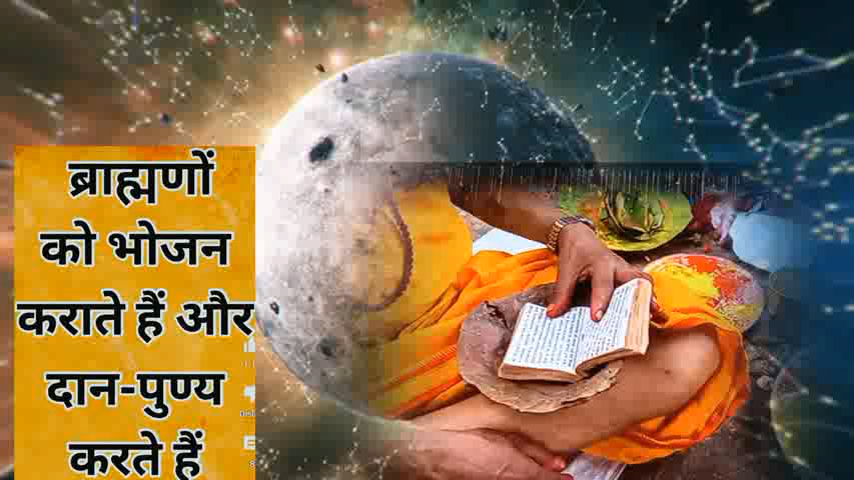 ब्राह्मणों
को भोजन
कराते हैं और
दान-पुण्य
करते हैं